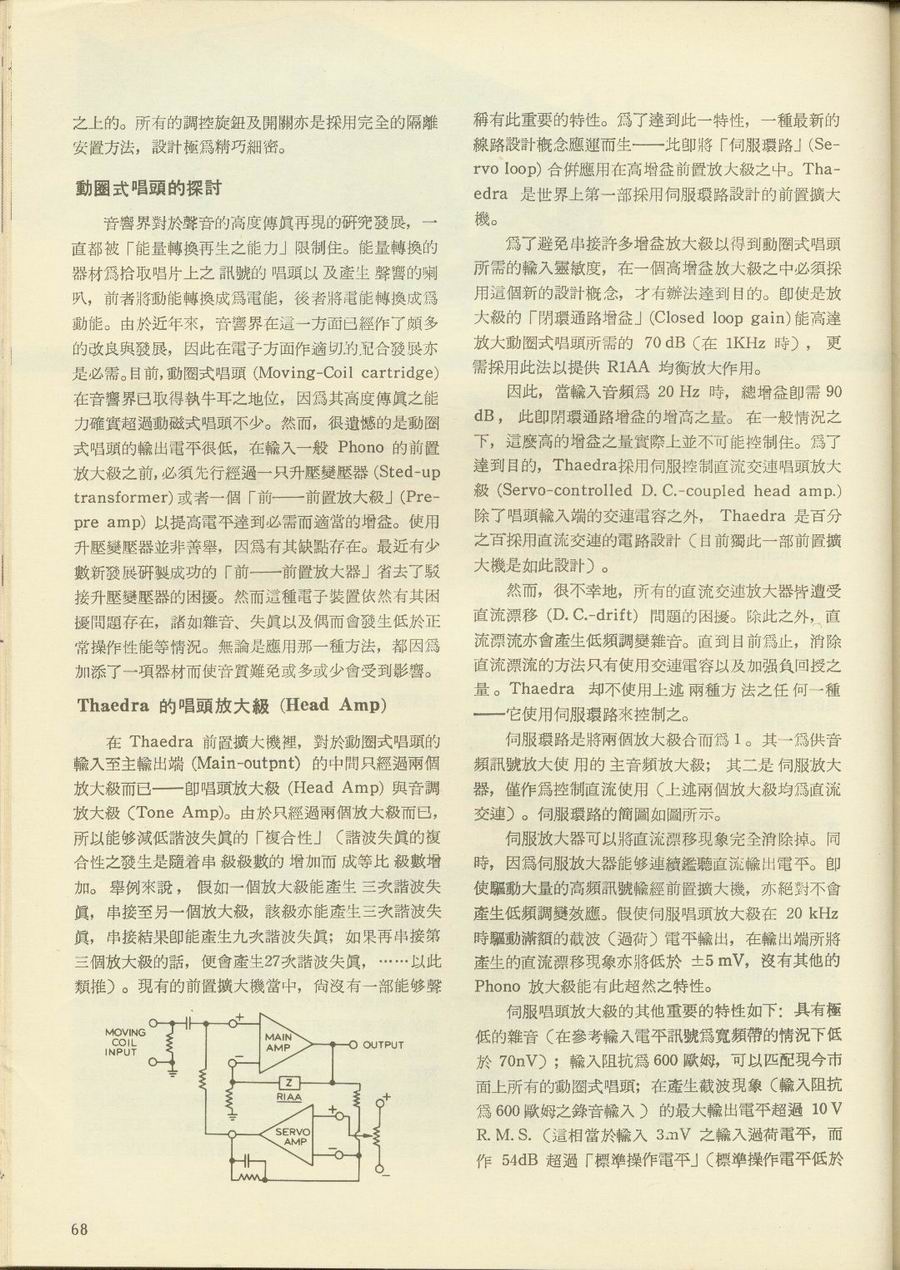 之上的。所有的調控旋鈕及開關亦是採用完全的隔離
安置方法，設計極爲精巧細密。
動圈式唱頭的探討
音響界對於聲音的高度傳眞再現的研究發展，一
直都被「能量轉換再生之能力」限制住。能量轉換的
器材爲拾取唱片上之訊號的唱頭以及產生聲響的喇
叭，前者將動能轉換成爲電能，後者將電能轉換成爲
動能。由於近年來，音響界在這一方面已經作了頗多
的改良與發展，因此在電子方面作適切的配合發展亦
是必需。目前，動圈式唱頭 (Moving-Coil cartridge)
在音響界已取得執牛耳之地位，因爲其高度傳眞之能
力確實超過動磁式唱頭不少。然而，很遺憾的是動圈
式唱頭的輸出電平很低，在輸入一般 Phono 的前置
放大級之前，必須先行經過一只升壓變壓器 (Sted-up
transformer) 或者一個「前——前置放大級」(Pre-
pre amp) 以提高電平達到必需而適當的增益。使用
升壓變壓器並非善舉，因爲有其缺點存在。最近有少
數新發展研製成功的「前——前置放大器」省去了駁
接升壓變壓器的困擾。然而這種電子裝置依然有其困
擾問題存在，諸如雜音、失眞以及偶而會發生低於正
常操作性能等情況。無論是應用那一種方法，都因爲
加添了一項器材而使音質難免或多或少會受到影響。
Thaedra 的唱頭放大級 (Head Amp)
在 Thaedra 前置擴大機裡，對於動圈式唱頭的
輸入至主輸出端 (Main-outpnt) 的中間只經過兩個
放大級而已——卽唱頭放大級 (Head Amp) 與音調
放大級 (Tone Amp)。由於只經過兩個放大級而已，
所以能够減低諧波失眞的「複合性」（諧波失眞的複
合性之發生是隨着串級級數的增加而成等比級數增
加。舉例來說，假如一個放大級能產生三次諧波失
眞，串接至另一個放大級，該級亦能產生三次諧波失
眞，串接結果卽能產生九次諧波失眞；如果再串接第
三個放大級的話，便會產生27次諧波失眞，……以此
類推）。現有的前置擴大機當中，尙沒有一部能够聲
MOVING
COIL
INPUT
MAIN
AMP
OUTPUT
Z
RIAA
SERVO
AMP
稱有此重要的特性。爲了達到此一特性，一種最新的
線路設計概念應運而生——此卽將「伺服環路」(Se-
rvo loop) 合併應用在高增益前置放大級之中。Tha-
edra 是世界上第一部採用伺服環路設計的前置擴大
機。
爲了避免串接許多增益放大級以得到動圈式唱頭
所需的輸入靈敏度，在一個高增益放大級之中必須採
用這個新的設計概念，才有辦法達到目的。卽使是放
大級的「閉環通路增益」(Closed loop gain) 能高達
放大動圈式唱頭所需的 70 dB（在 1KHz 時），更
需採用此法以提供 R1AA 均衡放大作用。
因此，當輸入音頻爲 20 Hz 時，總增益卽需 90
dB，此卽閉環通路增益的增高之量。在一般情況之
下，這麼高的增益之量實際上並不可能控制住。爲了
達到目的，Thaedra採用伺服控制直流交連唱頭放大
級 (Servo-controlled D. C.-coupled head amp.)
除了唱頭輸入端的交連電容之外，Thaedra 是百分
之百採用直流交連的電路設計（目前獨此一部前置擴
大機是如此設計）。
然而，很不幸地，所有的直流交連放大器皆遭受
直流漂移 (D. C.-drift) 問題的困擾。除此之外，直
流漂流亦會產生低頻調變雜音。直到目前爲止，消除
直流漂流的方法只有使用交連電容以及加强負回授之
量。Thaedra 却不使用上述兩種方法之任何一種
——它使用伺服環路來控制之。
伺服環路是將兩個放大級合而爲1。其一爲供音
頻訊號放大使用的主音頻放大級；其二是伺服放大
器，僅作爲控制直流使用（上述兩個放大級均爲直流
交連）。伺服環路的簡圖如圖所示。
伺服放大器可以將直流漂移現象完全消除掉。同
時，因爲伺服放大器能够連續鑑聽直流輸出電平。卽
使驅動大量的高頻訊號輸經前置擴大機，亦絕對不會
產生低頻調變效應。假使伺服唱頭放大級在 20 kHz
時驅動滿額的截波（過荷）電平輸出，在輸出端所將
產生的直流漂移現象亦將低於 ±5 mV，沒有其他的
Phono 放大級能有此超然之特性。
伺服唱頭放大級的其他重要的特性如下：具有極
低的雜音（在參考輸入電平訊號爲寬頻帶的情況下低
於 70nV）；輸入阻抗爲 600 歐姆，可以匹配現今市
面上所有的動圈式唱頭；在產生截波現象（輸入阻抗
爲 600 歐姆之錄音輸入）的最大輸出電平超過 10 V
R. M. S.（這相當於輸入 3mV 之輸入過荷電平，而
作 54dB 超過「標準操作電平」（標準操作電平低於
68